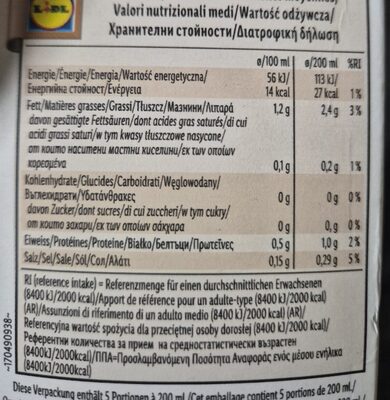 LIDL
Valori nutrizionali medi/Wartość odżywcza/
Хранителни стойности/Διατροφική δήλωση
ø/100 ml ø/200 ml %RI
Energie/Énergie/Energia/Wartość energetyczna/ 56 kJ/ 113 kJ/
Енергийна стойност/Ενέργεια 14 kcal 27 kcal 1%
Fett/Matières grasses/Grassi/Tłuszcz/Мазнини/Λιπαρά 1,2 g 2,4 g 3%
davon gesättigte Fettsäuren/dont acides gras saturés/di cui
acidi grassi saturi/w tym kwasy tłuszczowe nasycone/
от които наситени мастни киселини/εκ των οποίων
κορεσμένα 0,1 g 0,2 g 1%
Kohlenhydrate/Glucides/Carboidrati/Węglowodany/
Въглехидрати/Υδατάνθρακες 0 g 0 g 0%
davon Zucker/dont sucres/di cui zuccheri/w tym cukry/
от които захари/εκ των οποίων σάκχαρα 0 g 0 g 0%
Eiweiss/Protéines/Proteine/Białko/Белтъци/Πρωτεΐνες 0,5 g 1,0 g 2%
Salz/Sel/Sale/Sól/Сол/Αλάτι 0,15 g 0,29 g 5%
RI (reference intake) = Referenzmenge für einen durchschnittlichen Erwachsenen
(8400 kJ/2000 kcal)/Apport de référence pour un adulte-type (8400 kJ/2000 kcal)
(AR)/Assunzioni di riferimento di un adulto medio (8400 kJ/2000 kcal) (AR)/
Referencyjna wartość spożycia dla przeciętnej osoby dorosłej (8400 kJ/2000 kcal)/
Референтни количества за прием на среднестатистически възрастен
(8400kJ/2000kcal)/ΠΠΑ=Προσλαμβανόμενη Ποσότητα Αναφοράς ενός μέσου ενήλικα
(8400kJ/2000kcal)
~170490938~
Diese Verpackung enthält 5 Portionen à 200 ml./Cet emballage contient 5 portions de 200 ml./